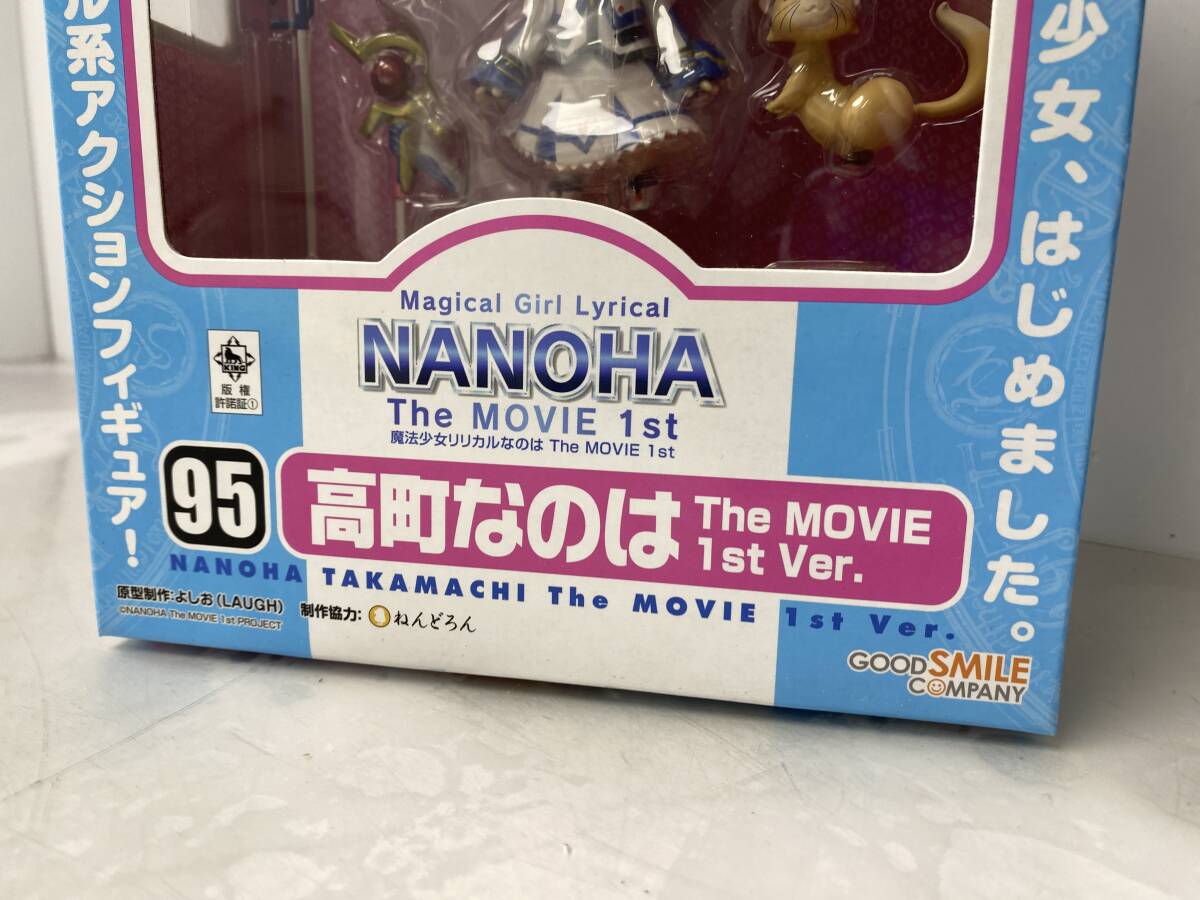 ル系アクションフィギュア!
少女、はじめました。
Magical Girl Lyrical
NANOHA
The MOVIE 1st
魔法少女リリカルなのは The MOVIE 1st
KING
版権
許諾証①
95
高町なのは The MOVIE
1st Ver.
NANOHA TAKAMACHI The MOVIE 1st Ver.
原型制作:よしお(LAUGH)
©NANOHA The MOVIE 1st PROJECT
制作協力: ねんどろん
GOOD SMILE
COMPANY